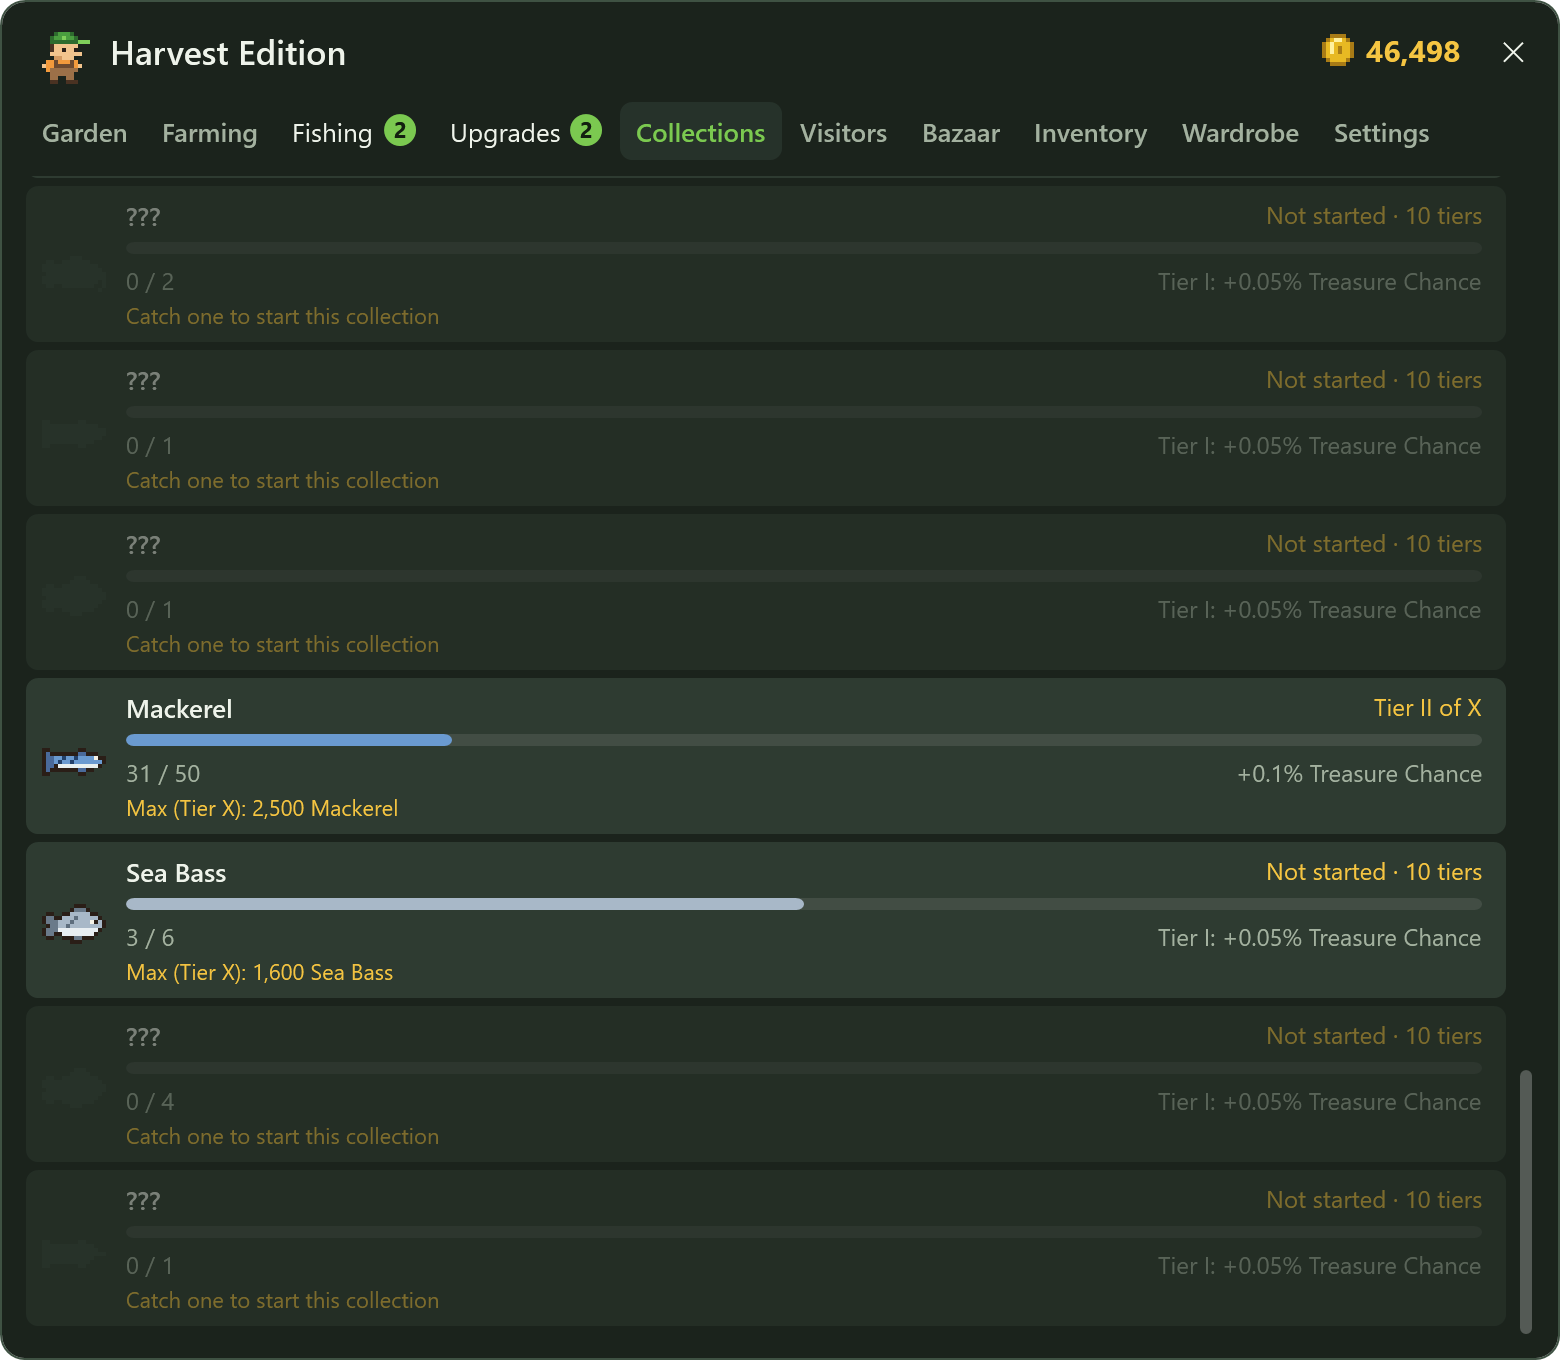 Harvest Edition
46,498
Garden Farming Fishing 2 Upgrades 2 Collections Visitors Bazaar Inventory Wardrobe Settings
??? Not started · 10 tiers
0 / 2 Tier I: +0.05% Treasure Chance
Catch one to start this collection
??? Not started · 10 tiers
0 / 1 Tier I: +0.05% Treasure Chance
Catch one to start this collection
??? Not started · 10 tiers
0 / 1 Tier I: +0.05% Treasure Chance
Catch one to start this collection
Mackerel Tier II of X
31 / 50 +0.1% Treasure Chance
Max (Tier X): 2,500 Mackerel
Sea Bass Not started · 10 tiers
3 / 6 Tier I: +0.05% Treasure Chance
Max (Tier X): 1,600 Sea Bass
??? Not started · 10 tiers
0 / 4 Tier I: +0.05% Treasure Chance
Catch one to start this collection
??? Not started · 10 tiers
0 / 1 Tier I: +0.05% Treasure Chance
Catch one to start this collection